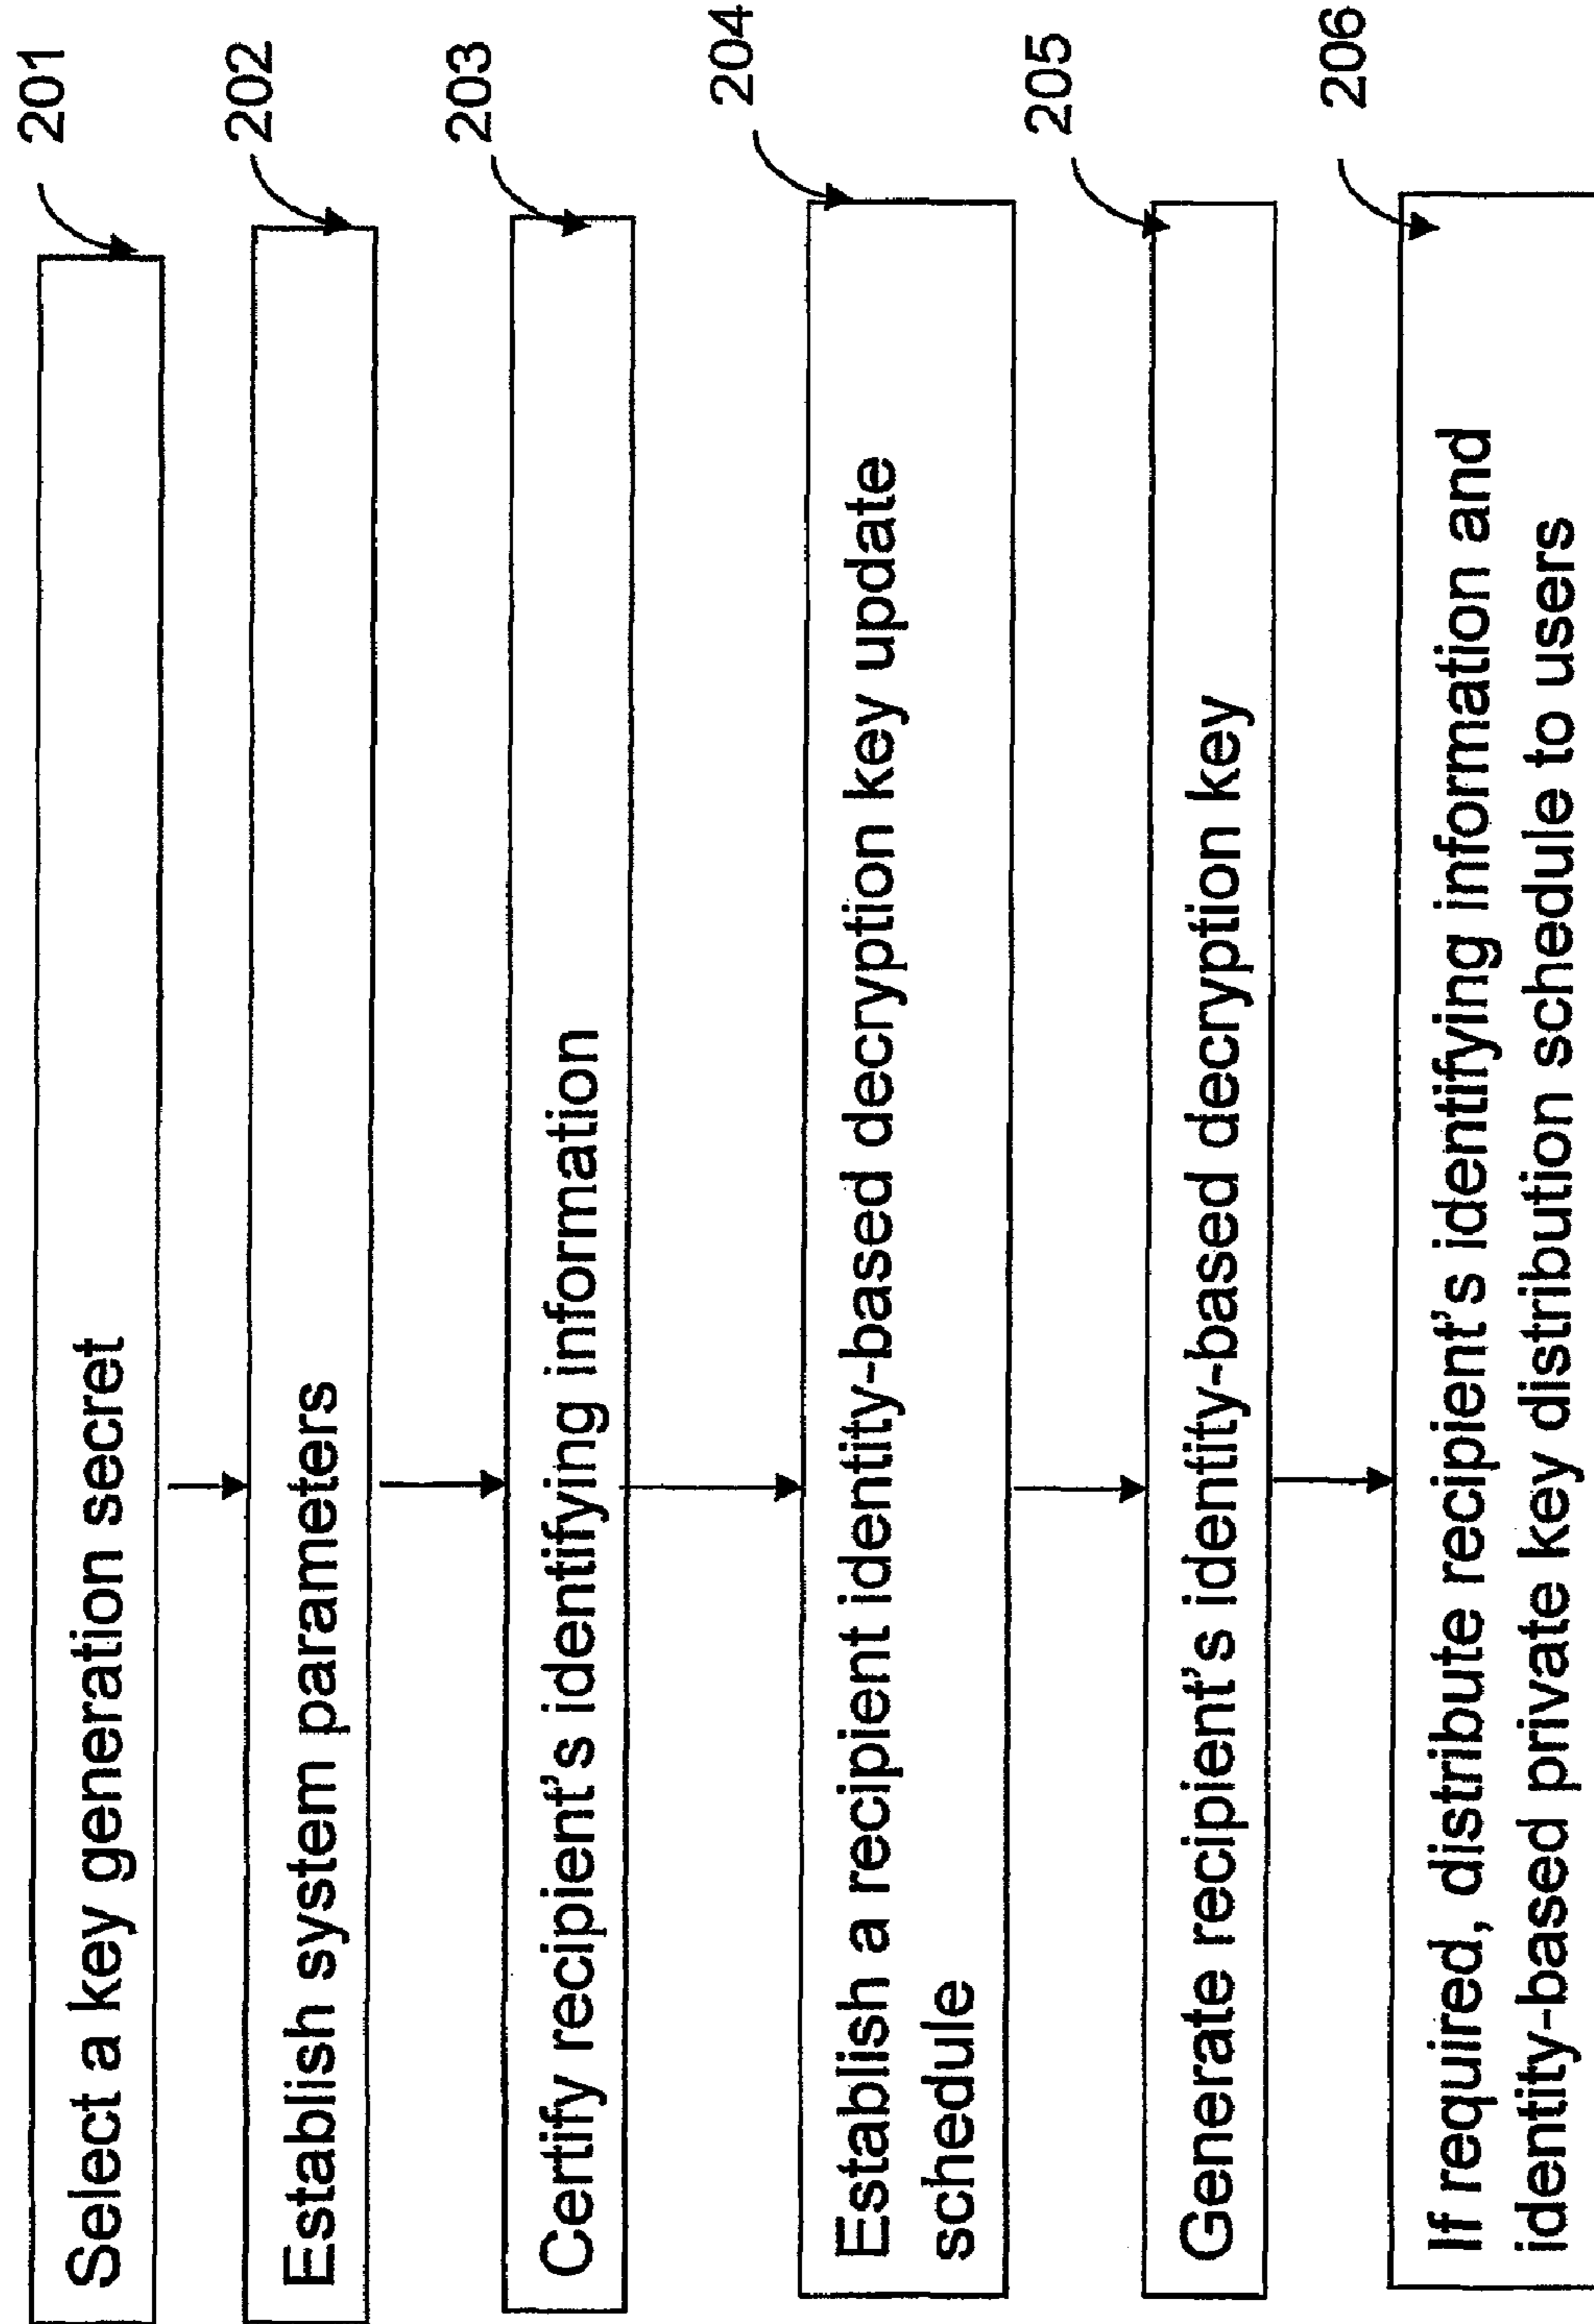 201
Select a key generation secret
202
Establish system parameters
203
Certify recipient's identifying information
204
Establish a recipient identity-based decryption key update
schedule
205
Generate recipient's identity-based decryption key
206
If required, distribute recipient's identifying information and
identity-based private key distribution schedule to users